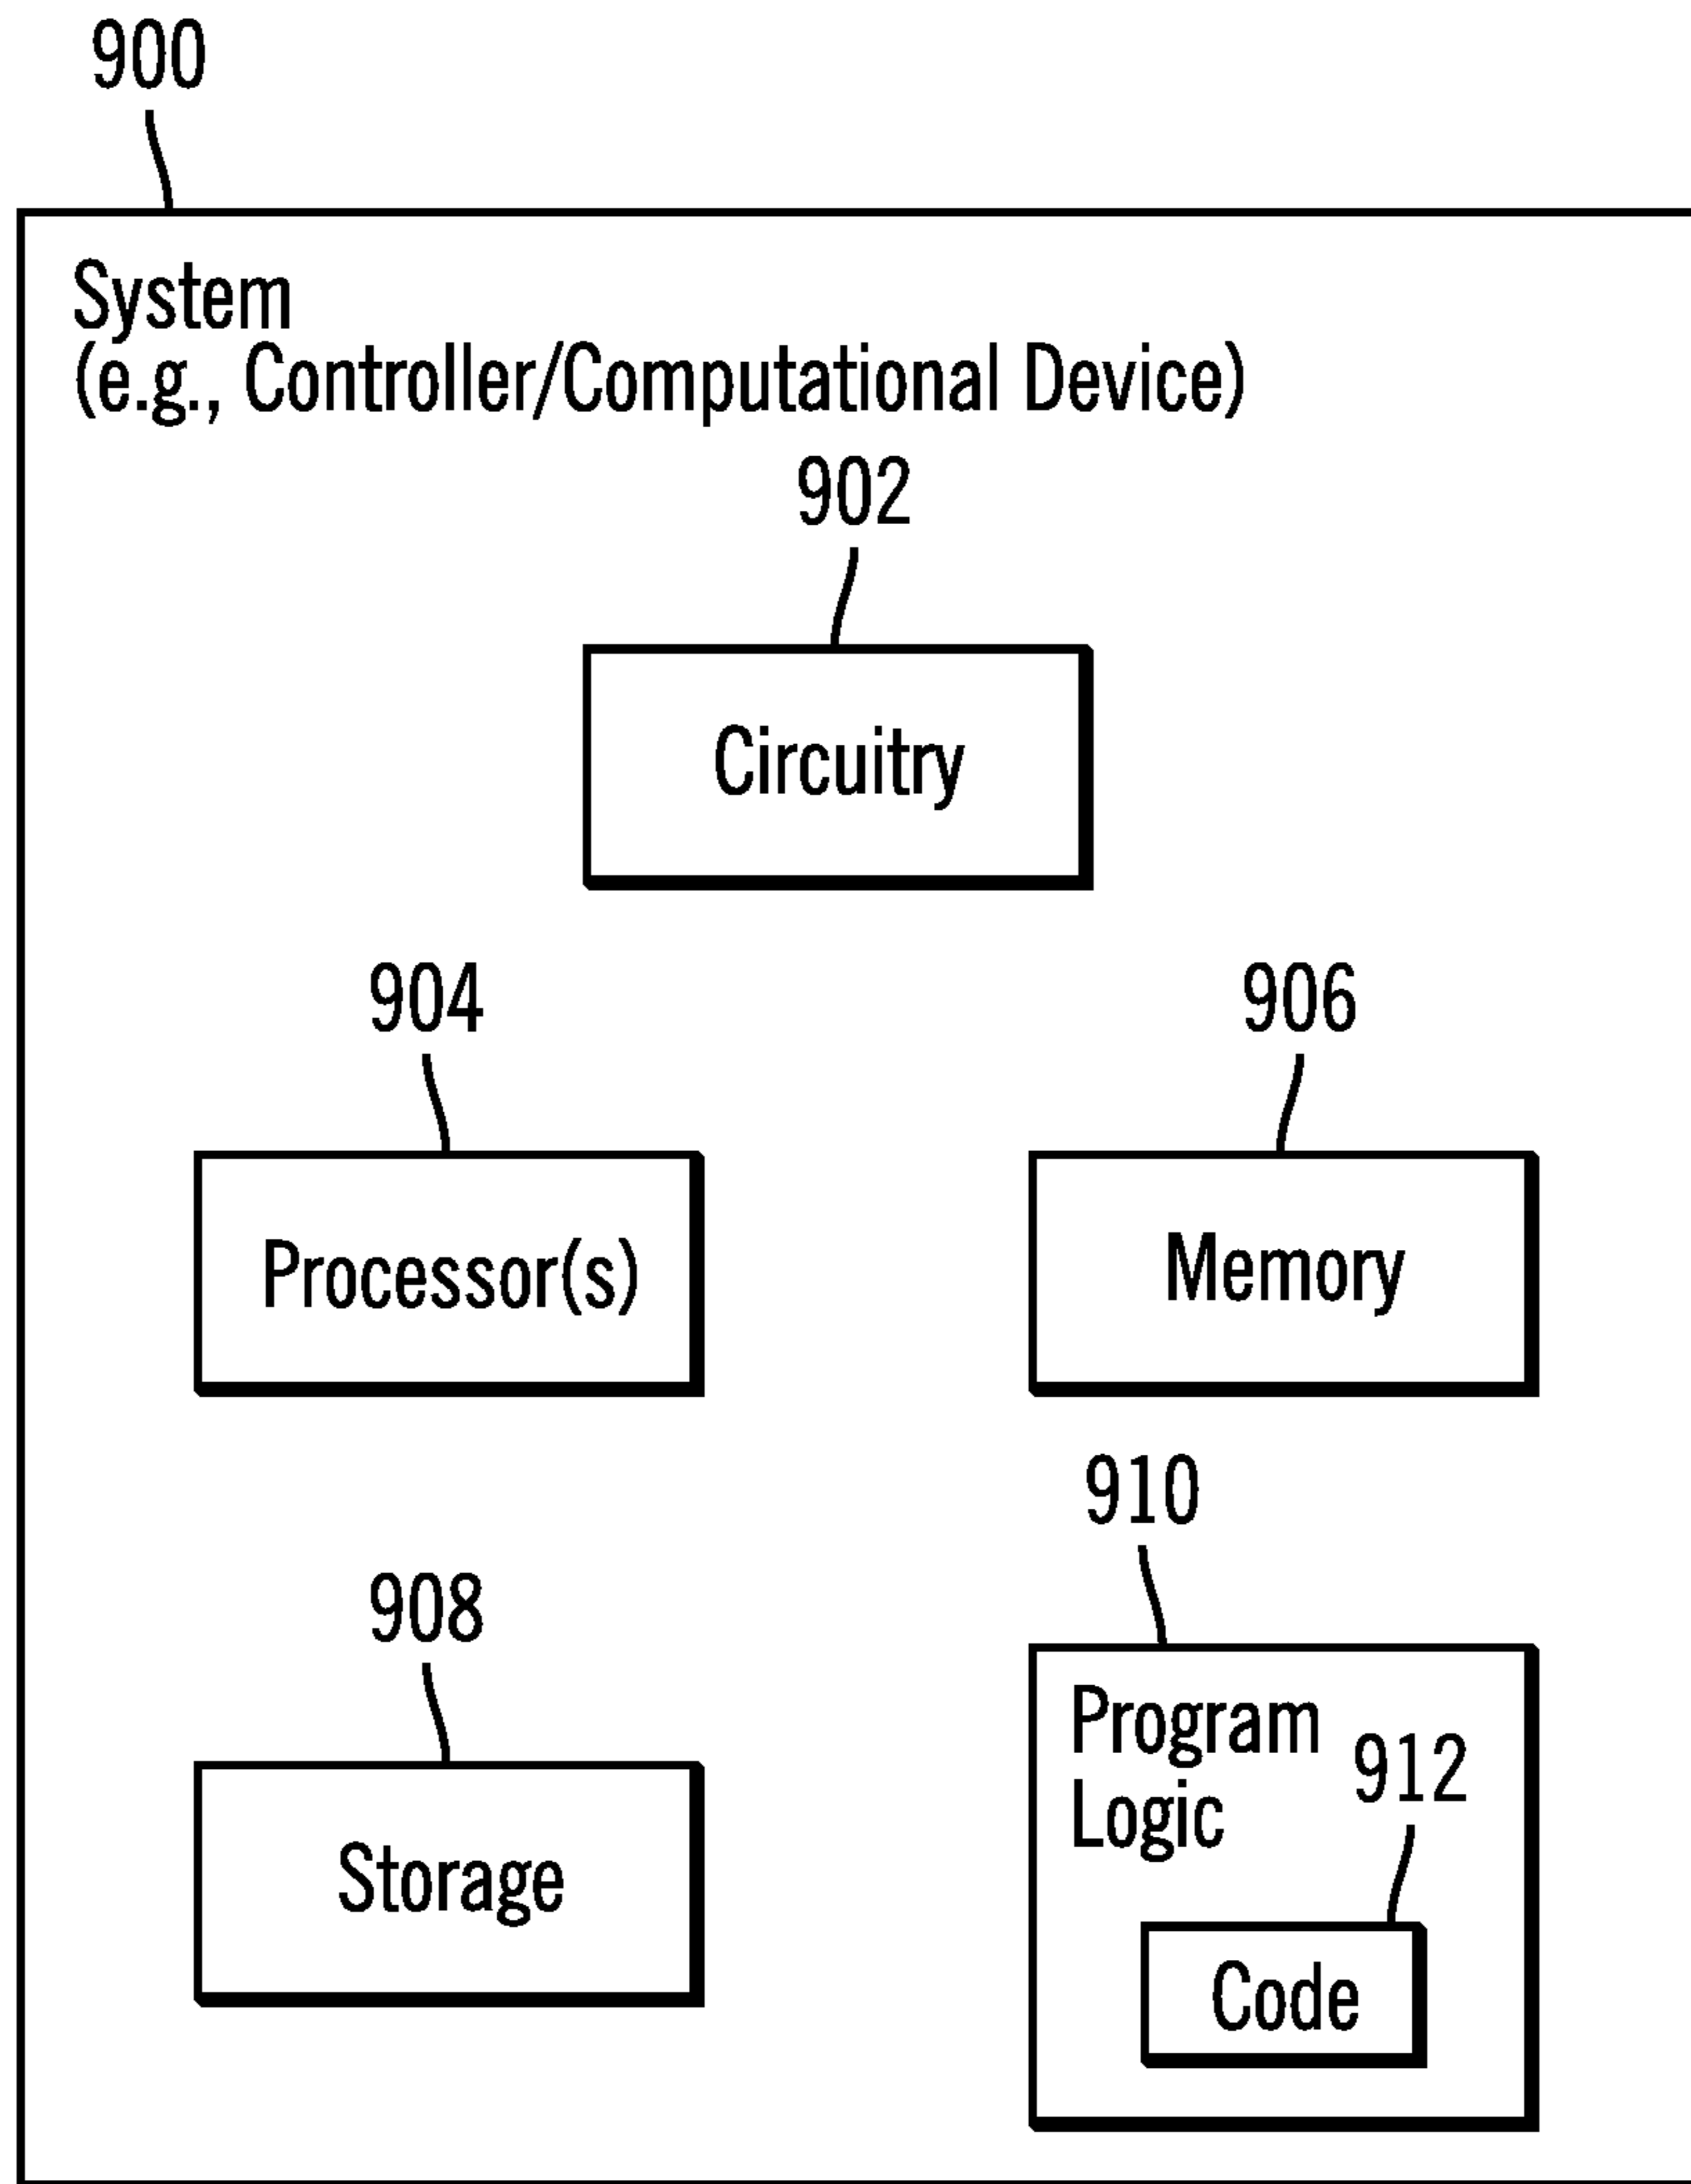 900
System
(e.g., Controller/Computational Device)
902
Circuitry
904
906
Processor(s)
Memory
910
908
Program
Logic
912
Storage
Code